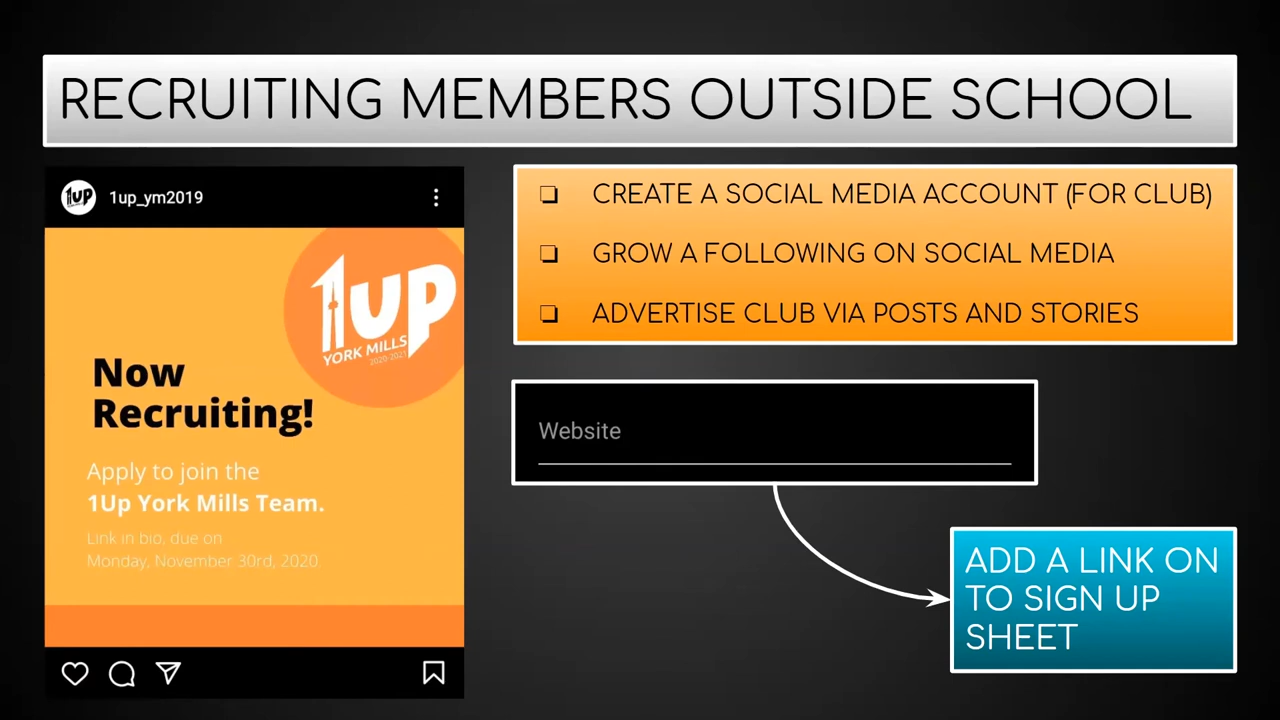 RECRUITING MEMBERS OUTSIDE SCHOOL
1UP
1up_ym2019
1UP
YORK MILLS
2020-2021
Now
Recruiting!
Apply to join the
1Up York Mills Team.
Link in bio, due on
Monday, November 30rd, 2020
CREATE A SOCIAL MEDIA ACCOUNT (FOR CLUB)
GROW A FOLLOWING ON SOCIAL MEDIA
ADVERTISE CLUB VIA POSTS AND STORIES
Website
ADD A LINK ON
TO SIGN UP
SHEET